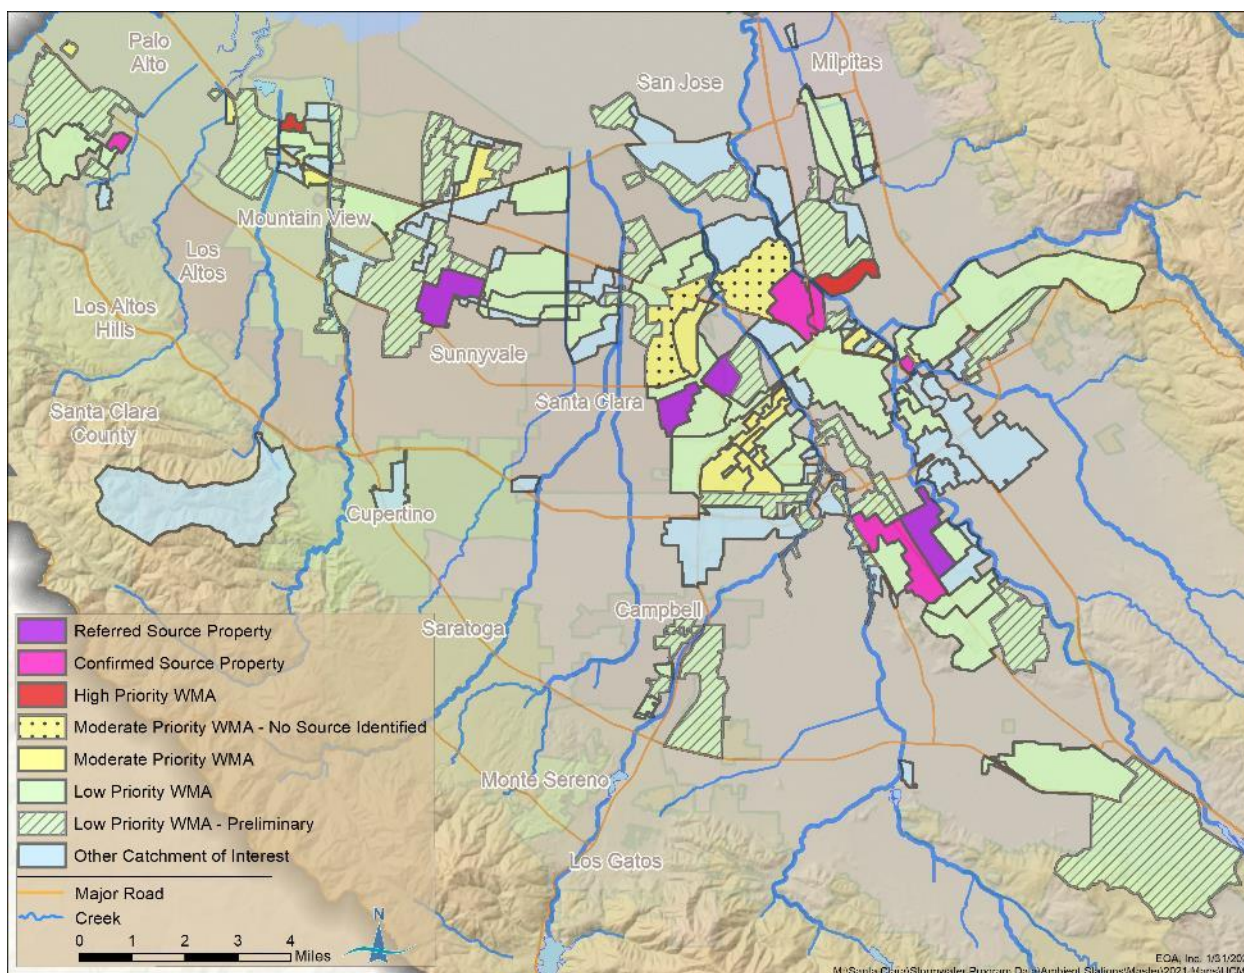 Palo
Alto
San Jose
Milpitas
Mountain View
Los
Altos
Los Altos
Hills
Sunnyvale
Santa Clara
Santa Clara
County
Cupertino
Campbell
Saratoga
Monte Sereno
Los Gatos
Referred Source Property
Confirmed Source Property
High Priority WMA
Moderate Priority WMA - No Source Identified
Moderate Priority WMA
Low Priority WMA
Low Priority WMA - Preliminary
Other Catchment of Interest
Major Road
Creek
N
0 1 2 3 4
Miles
EOA, Inc. 1/31/202